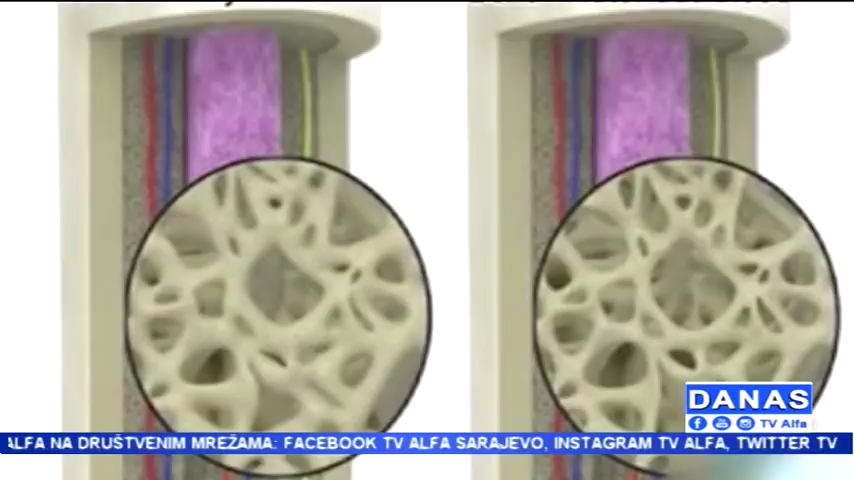 DANAS
TV Alfa
ALFA NA DRUŠTVENIM MREŽAMA: FACEBOOK TV ALFA SARAJEVO, INSTAGRAM TV ALFA, TWITTER TV